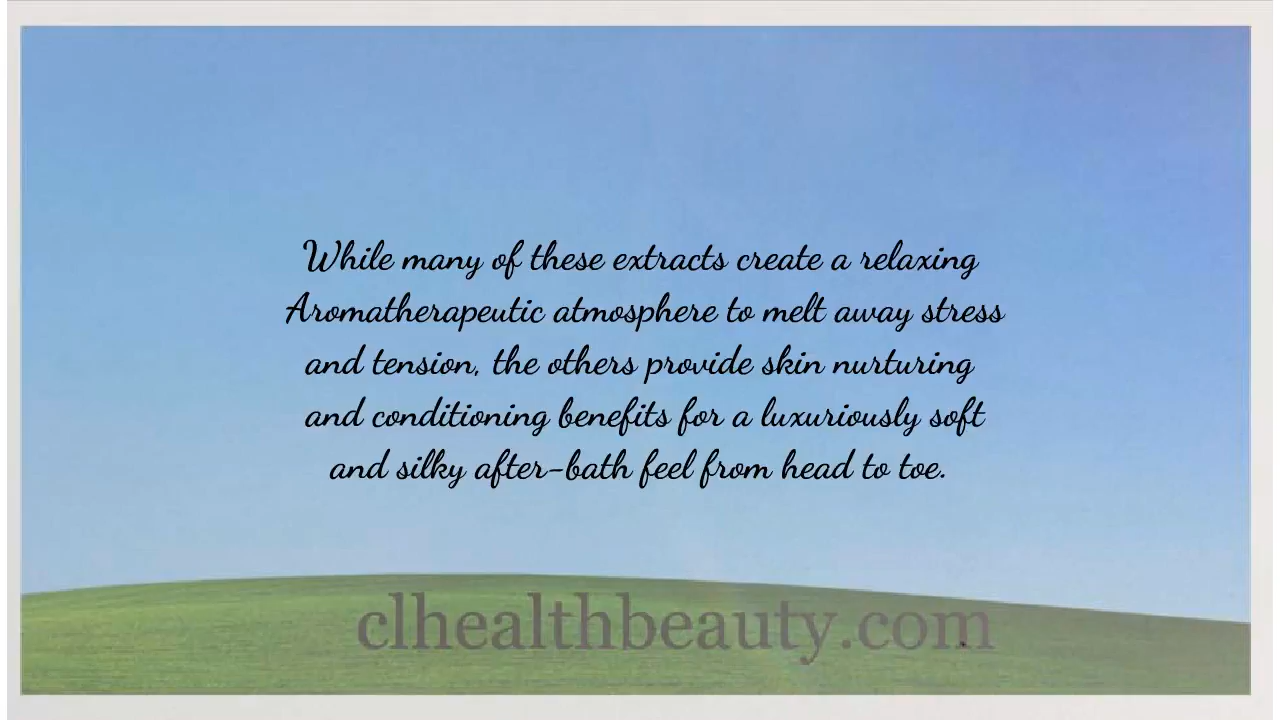 While many of these extracts create a relaxing
Aromatherapeutic atmosphere to melt away stress
and tension, the others provide skin nurturing
and conditioning benefits for a luxuriously soft
and silky after-bath feel from head to toe.
clhealthbeauty.com